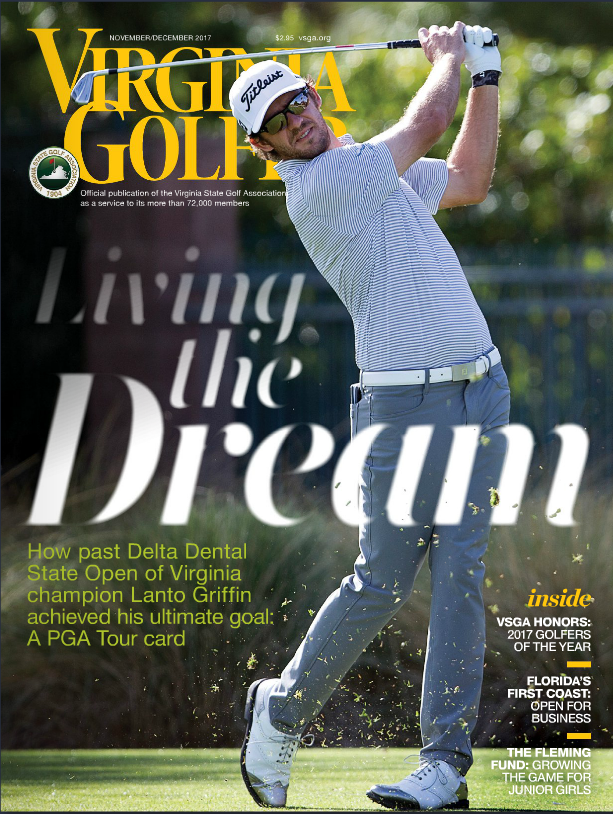 NOVEMBER/DECEMBER 2017
$2.95 vsga.org
VIRGINIA
GOLF
Titleist
VIRGINIA STATE GOLF ASSOCIATION
1904
Official publication of the Virginia State Golf Association
as a service to its more than 72,000 members
Living
the
Dream
How past Delta Dental
State Open of Virginia
champion Lanto Griffin
achieved his ultimate goal:
A PGA Tour card
inside
VSGA HONORS:
2017 GOLFERS
OF THE YEAR
FLORIDA'S
FIRST COAST:
OPEN FOR
BUSINESS
THE FLEMING
FUND: GROWING
THE GAME FOR
JUNIOR GIRLS